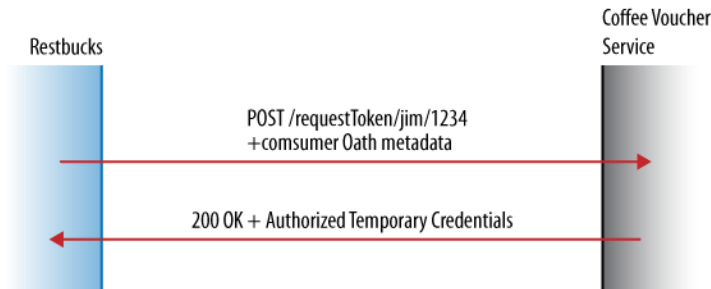 Restbucks
Coffee Voucher
Service
POST /requestToken/jim/1234
+comsumer Oath metadata
200 OK + Authorized Temporary Credentials